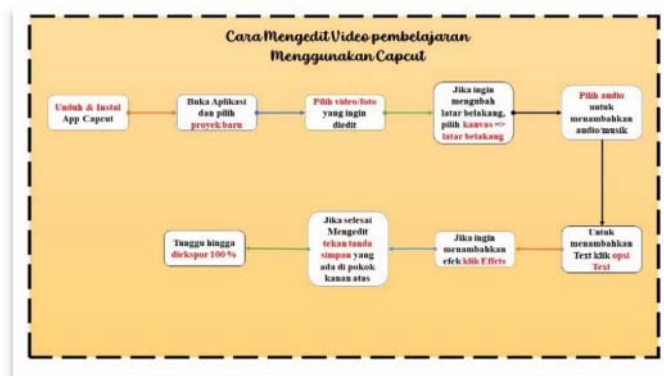 Cara Mengedit Video pembelajaran
Menggunakan Capcut
Unduh & Instal
App Capcut
Buka Aplikasi
dan pilih
proyek baru
Pilih video/foto
yang ingin
diedit
Jika ingin
mengubah
latar belakang,
pilih kanvas =>
latar belakang
Pilih audio
untuk
menambahkan
audio/musik
Untuk
menambahkan
Text klik opsi
Text
Jika ingin
menambahkan
efek klik Effets
Jika selesai
Mengedit
tekan tanda
simpan yang
ada di pokok
kanan atas
Tunggu hingga
diekspor 100 %